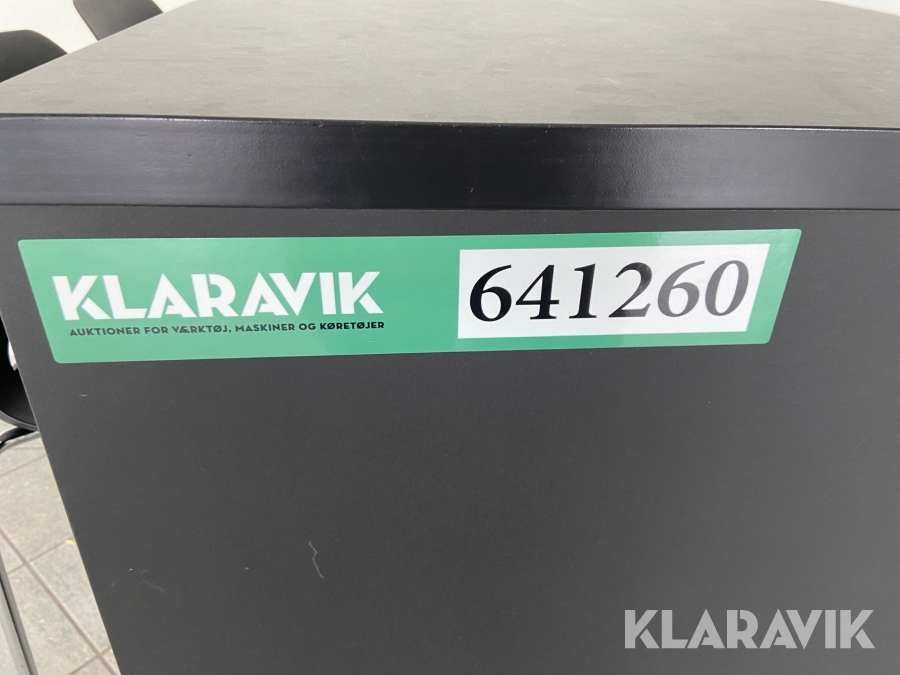 KLARAVIK
AUKTIONER FOR VÆRKTØJ, MASKINER OG KØRETØJER
641260
KLARAVIK